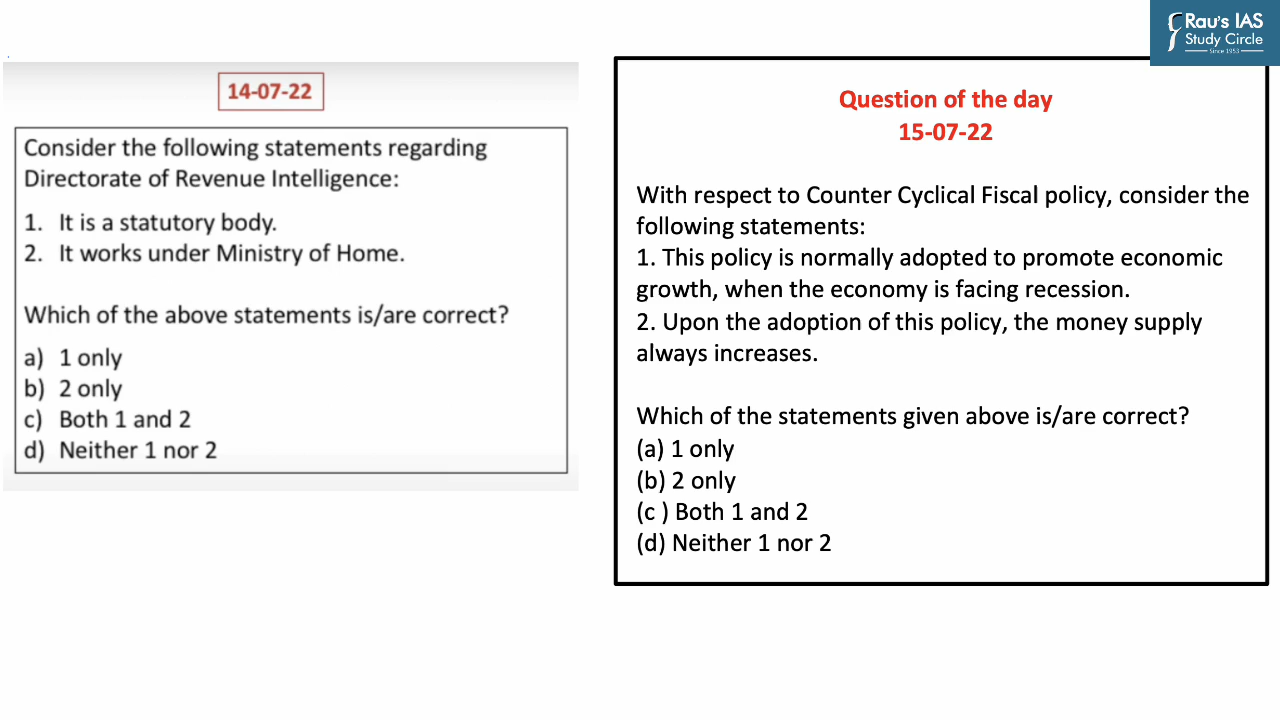 Rau's IAS
Study Circle
Since 1953
14-07-22
Consider the following statements regarding
Directorate of Revenue Intelligence:
1. It is a statutory body.
2. It works under Ministry of Home.
Which of the above statements is/are correct?
a) 1 only
b) 2 only
c) Both 1 and 2
d) Neither 1 nor 2
Question of the day
15-07-22
With respect to Counter Cyclical Fiscal policy, consider the
following statements:
1. This policy is normally adopted to promote economic
growth, when the economy is facing recession.
2. Upon the adoption of this policy, the money supply
always increases.
Which of the statements given above is/are correct?
(a) 1 only
(b) 2 only
(c ) Both 1 and 2
(d) Neither 1 nor 2